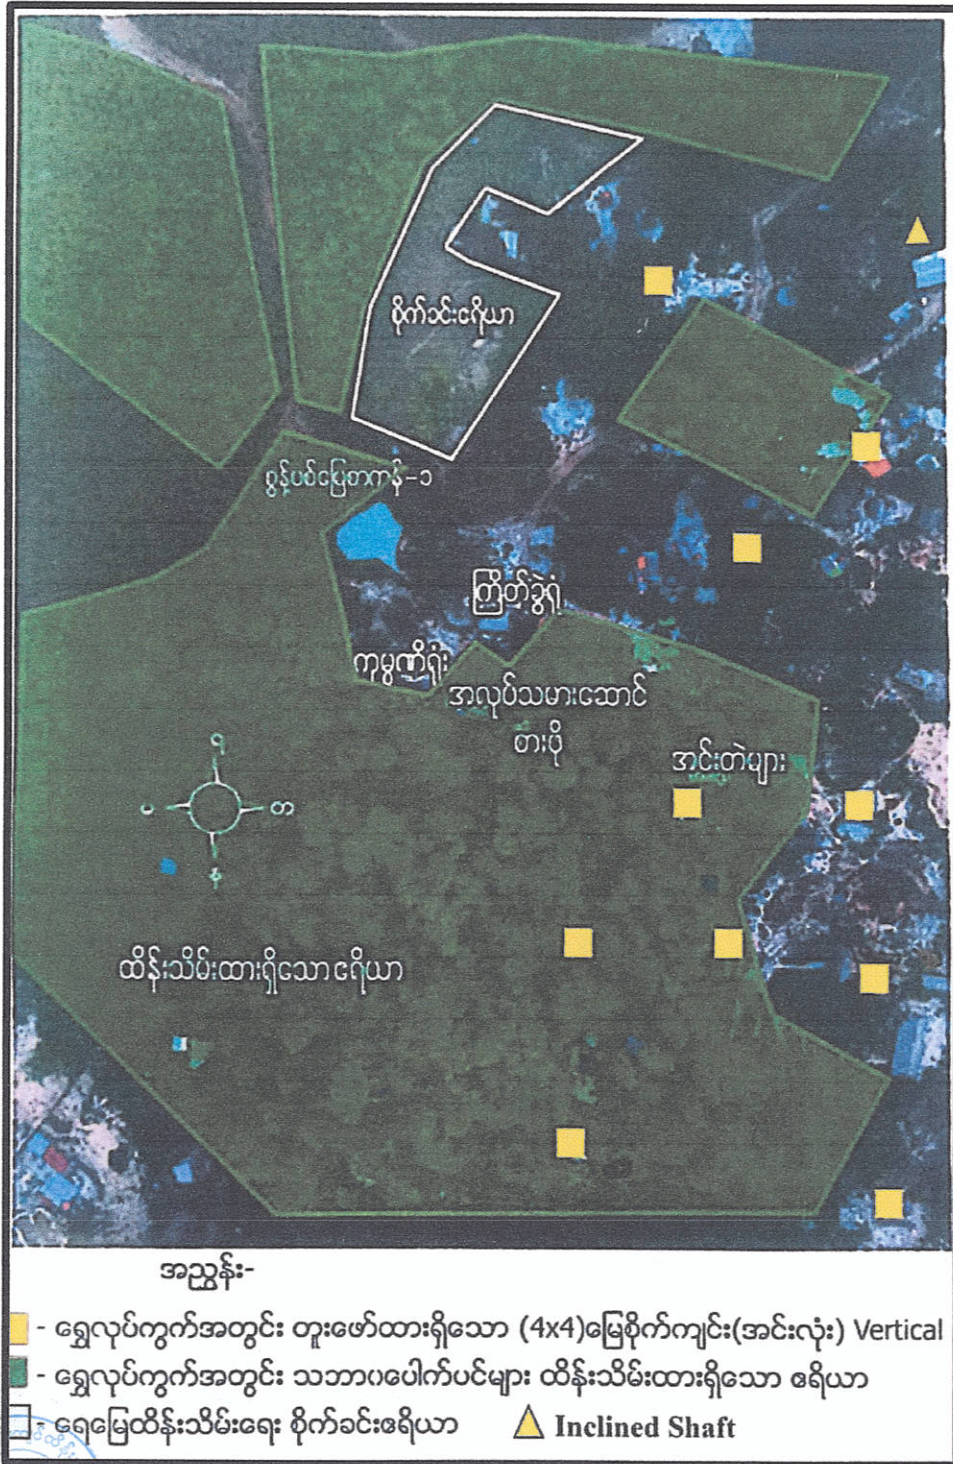 စိုက်ခင်းဧရိယာ
စွန့်ပစ်မြေစာကန်-၁
ကြိတ်ခွဲရုံ
ကုမ္ပဏီရုံး
အလုပ်သမားဆောင်
စားဖို
အင်းတဲများ
ရ
မ
တ
န
ထိန်းသိမ်းထားရှိသော ဧရိယာ
အညွှန်း-
- ရွှေလုပ်ကွက်အတွင်း တူးဖော်ထားရှိသော (4x4)မြေစိုက်ကျင်း(အင်းလုံး) Vertical
- ရွှေလုပ်ကွက်အတွင်း သဘာဝပေါက်ပင်များ ထိန်းသိမ်းထားရှိသော ဧရိယာ
- ရေမြေထိန်းသိမ်းရေး စိုက်ခင်းဧရိယာ Inclined Shaft